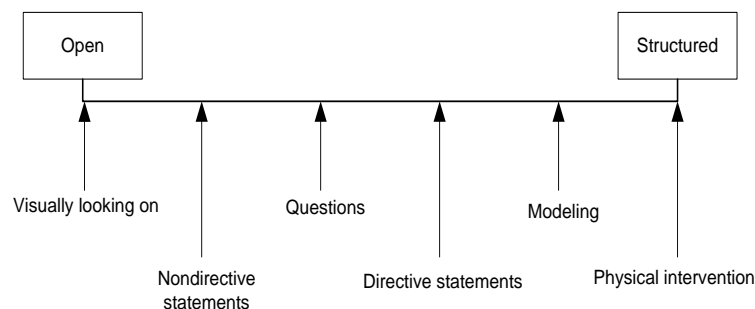 Open
Structured
Visually looking on
Questions
Modeling
Nondirective
statements
Directive statements
Physical intervention